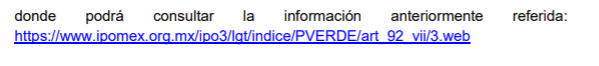 donde podrá consultar la información anteriormente referida:
https://www.ipomex.org.mx/ipo3/lgt/indice/PVERDE/art_92_vii/3.web